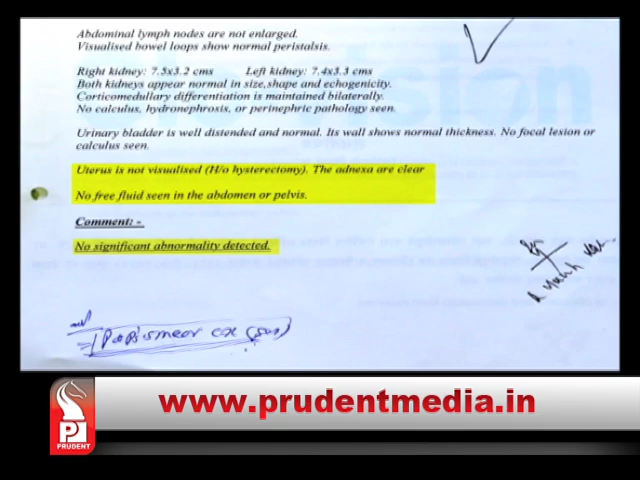 Abdominal lymph nodes are not enlarged.
Visualised bowel loops show normal peristalsis.
Right kidney: 7.5x3.2 cms Left kidney: 7.4x3.3 cms
Both kidneys appear normal in size,shape and echogenicity.
Corticomedullary differentiation is maintained bilaterally.
No calculus, hydronephrosis, or perinephric pathology seen.
Urinary bladder is well distended and normal. Its wall shows normal thickness. No focal lesion or
calculus seen.
Uterus is not visualised (H/o hysterectomy). The adnexa are clear
No free fluid seen in the abdomen or pelvis.
Comment: -
No significant abnormality detected.
PRUDENT
www.prudentmedia.in